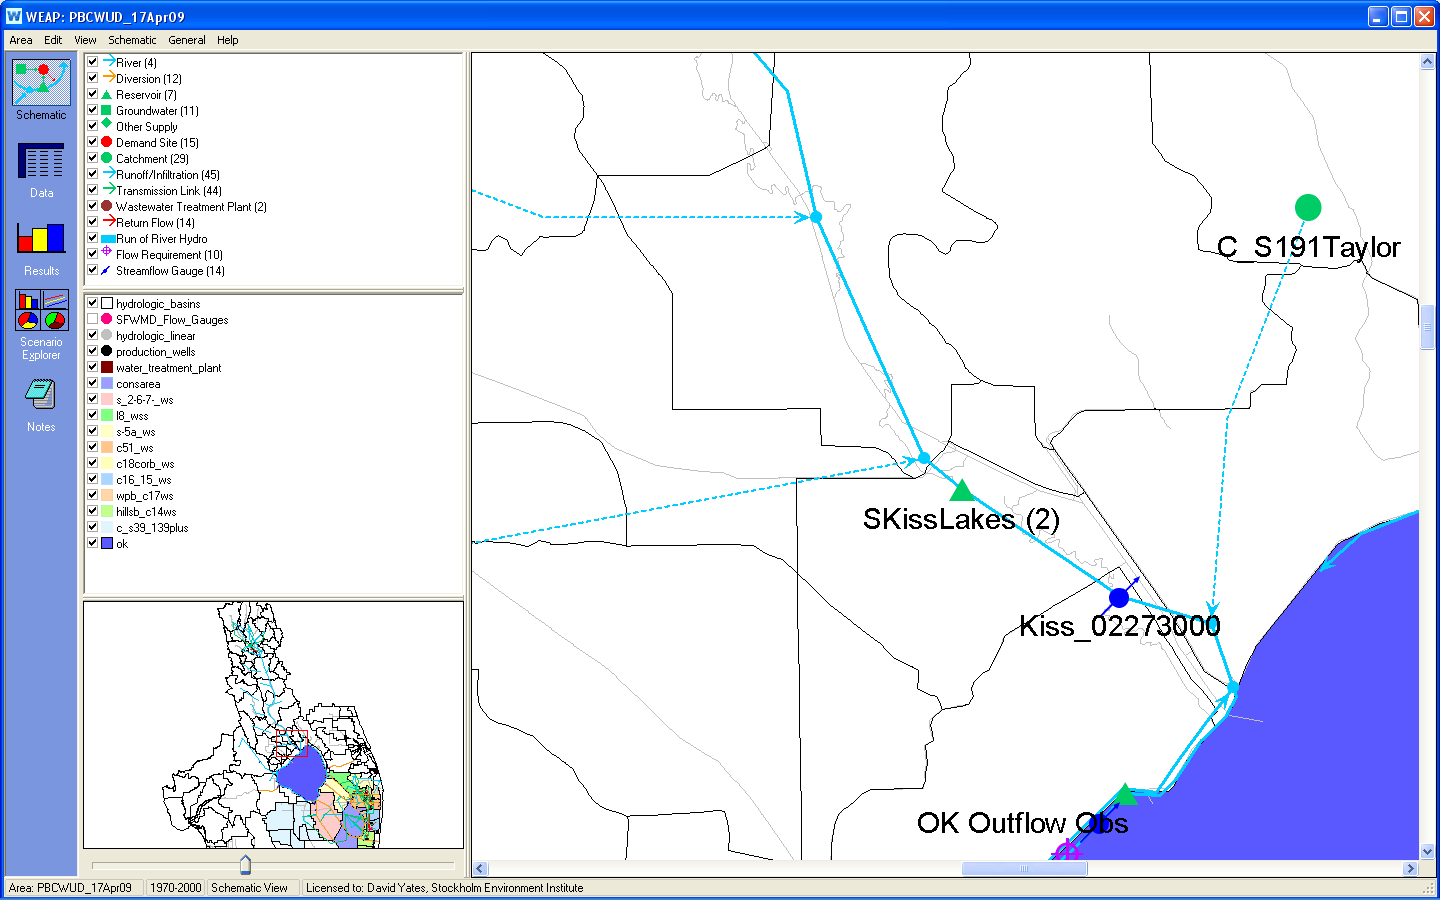 WEAP: PBCWUD_17Apr09
Area Edit View Schematic General Help
Schematic
Data
Results
Scenario
Explorer
Notes
River (4)
Diversion (12)
Reservoir (7)
Groundwater (11)
Other Supply
Demand Site (15)
Catchment (29)
Runoff/Infiltration (45)
Transmission Link (44)
Wastewater Treatment Plant (2)
Return Flow (14)
Run of River Hydro
Flow Requirement (10)
Streamflow Gauge (14)
hydrologic_basins
SFWMD_Flow_Gauges
hydrologic_linear
production_wells
water_treatment_plant
consarea
s_2-6-7-_ws
l8_wss
s-5a_ws
c51_ws
c18corb_ws
c16_15_ws
wpb_c17ws
hillsb_c14ws
c_s39_139plus
ok
C_S191Taylor
SKissLakes (2)
Kiss_02273000
OK Outflow Obs
Area: PBCWUD_17Apr09 1970-2000 Schematic View Licensed to: David Yates, Stockholm Environment Institute